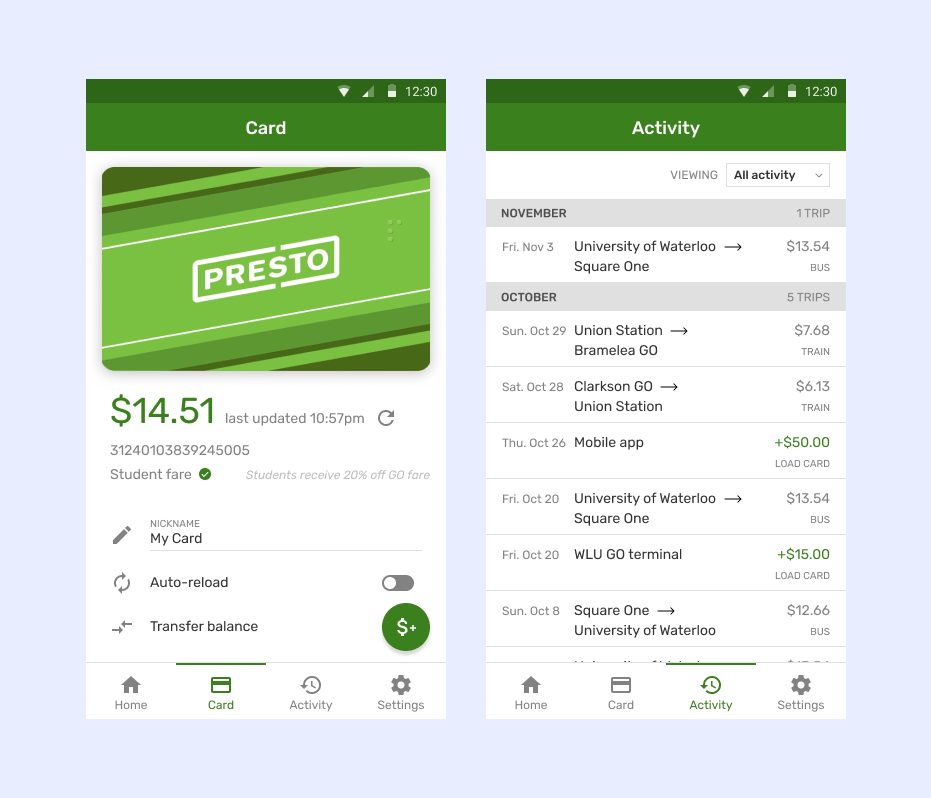 12:30
Card
PRESTO
$14.51 last updated 10:57pm
31240103839245005
Student fare Students receive 20% off GO fare
NICKNAME
My Card
Auto-reload
Transfer balance
$+
Home Card Activity Settings
12:30
Activity
VIEWING All activity
NOVEMBER 1 TRIP
Fri. Nov 3 University of Waterloo → $13.54
Square One BUS
OCTOBER 5 TRIPS
Sun. Oct 29 Union Station → $7.68
Bramelea GO TRAIN
Sat. Oct 28 Clarkson GO → $6.13
Union Station TRAIN
Thu. Oct 26 Mobile app +$50.00
LOAD CARD
Fri. Oct 20 University of Waterloo → $13.54
Square One BUS
Fri. Oct 20 WLU GO terminal +$15.00
LOAD CARD
Sun. Oct 8 Square One → $12.66
University of Waterloo BUS
Home Card Activity Settings